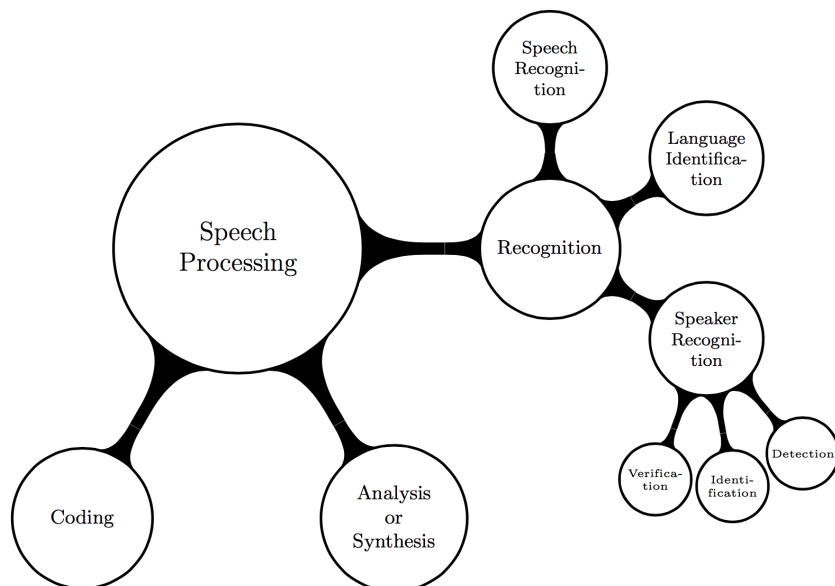 Speech
Recogni-
tion
Language
Identifica-
tion
Speech
Processing
Recognition
Speaker
Recogni-
tion
Detection
Verifica-
tion
Identi-
fication
Coding
Analysis
or
Synthesis